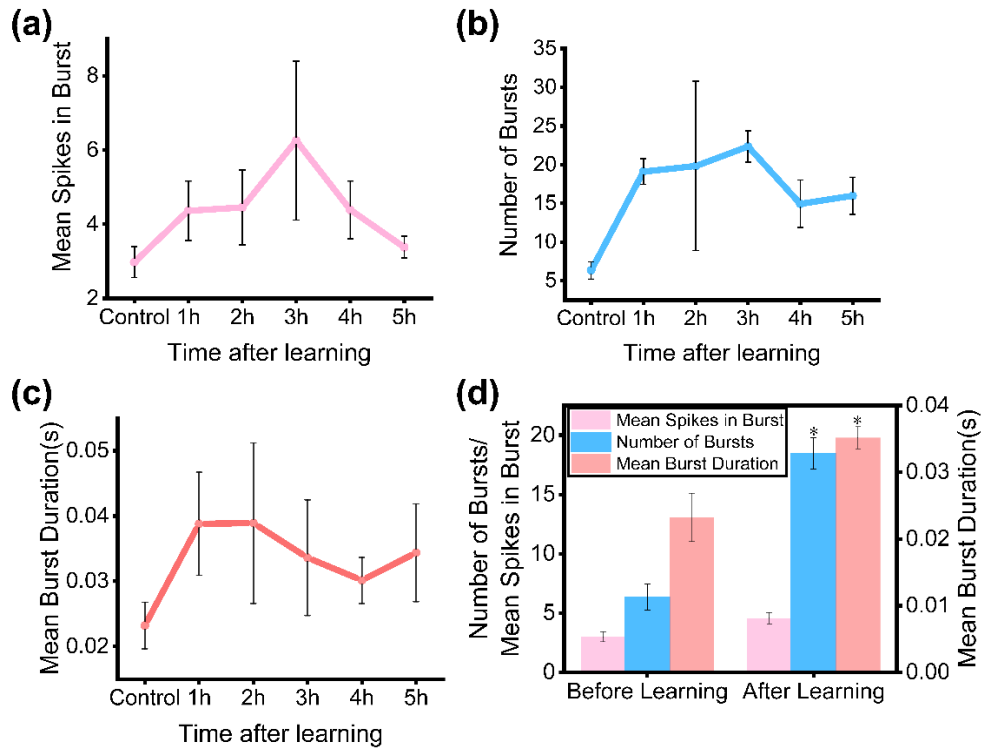 (a)
Mean Spikes in Burst
8
6
4
2
Control 1h 2h 3h 4h 5h
Time after learning
(b)
Number of Bursts
35
30
25
20
15
10
5
Control 1h 2h 3h 4h 5h
Time after learning
(c)
Mean Burst Duration(s)
0.05
0.04
0.03
0.02
Control 1h 2h 3h 4h 5h
Time after learning
(d)
Number of Bursts/
Mean Spikes in Burst
20
15
10
5
0
Mean Spikes in Burst
Number of Bursts
Mean Burst Duration
* *
Before Learning After Learning
0.04
0.03
0.02
0.01
0.00
Mean Burst Duration(s)